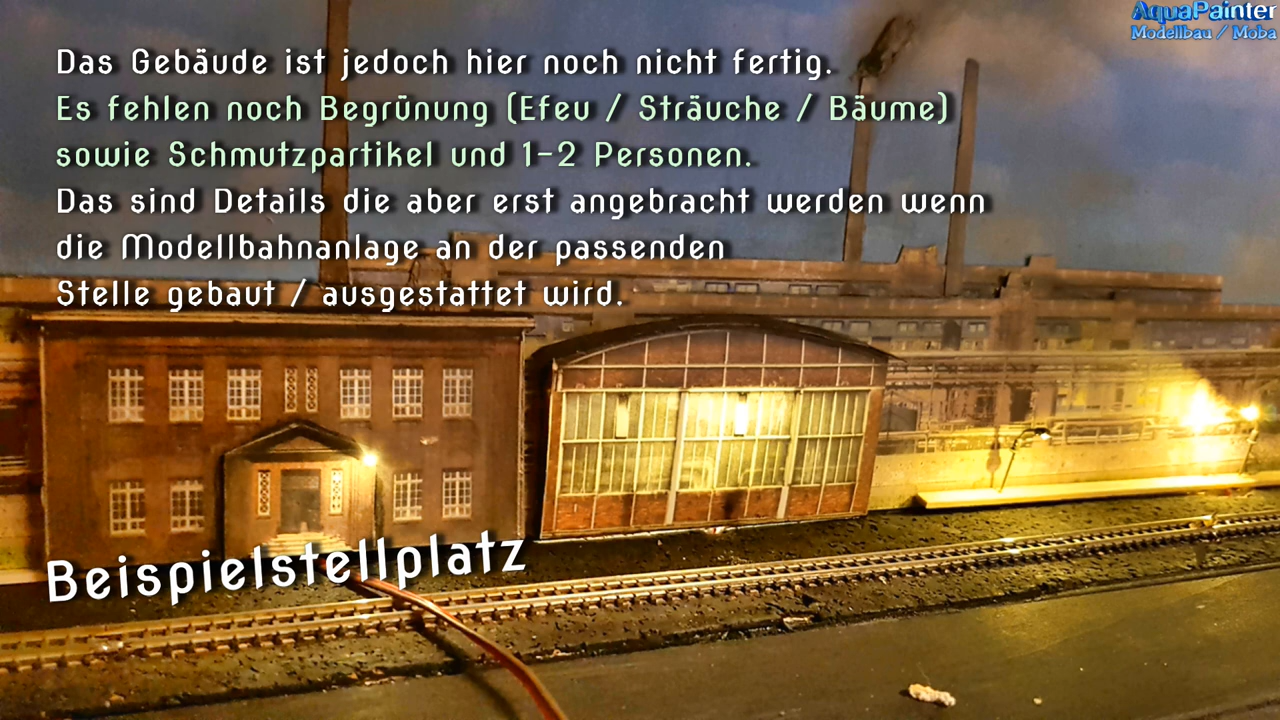 AquaPainter
Modellbau / Moba
Das Gebäude ist jedoch hier noch nicht fertig.
Es fehlen noch Begrünung (Efeu / Sträuche / Bäume)
sowie Schmutzpartikel und 1-2 Personen.
Das sind Details die aber erst angebracht werden wenn
die Modellbahnanlage an der passenden
Stelle gebaut / ausgestattet wird.
Beispielstellplatz